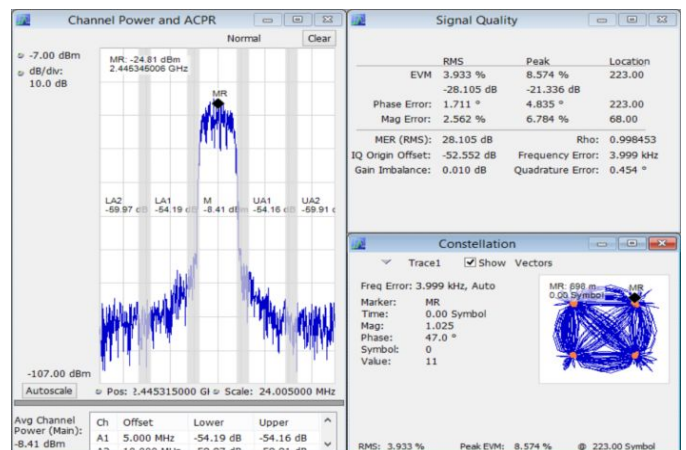 Channel Power and ACPR
Normal
Clear
-7.00 dBm
dB/div:
10.0 dB
MR: -24.81 dBm
2.445346006 GHz
MR
LA2 LA1 M UA1 UA2
-59.97 -54.19 -8.41 -54.16 -59.91
-107.00 dBm
Autoscale
Pos: 2.445315000 Scale: 24.005000 MHz
Avg Channel
Power (Main):
-8.41 dBm
Ch Offset Lower Upper
A1 5.000 MHz -54.19 dB -54.16 dB
Signal Quality
RMS Peak Location
EVM 3.933 % 8.574 % 223.00
-28.105 dB -21.336 dB
Phase Error: 1.711 ° 4.835 ° 223.00
Mag Error: 2.562 % 6.784 % 68.00
MER (RMS): 28.105 dB Rho: 0.998453
IQ Origin Offset: -52.552 dB Frequency Error: 3.999 kHz
Gain Imbalance: 0.010 dB Quadrature Error: 0.454 °
Constellation
Trace1 Show Vectors
Freq Error: 3.999 kHz, Auto
Marker: MR
Time: 0.00 Symbol
Mag: 1.025
Phase: 47.0 °
Symbol: 0
Value: 11
MR
0.00 Symbol
RMS: 3.933 % Peak EVM: 8.574 % @ 223.00 Symbol